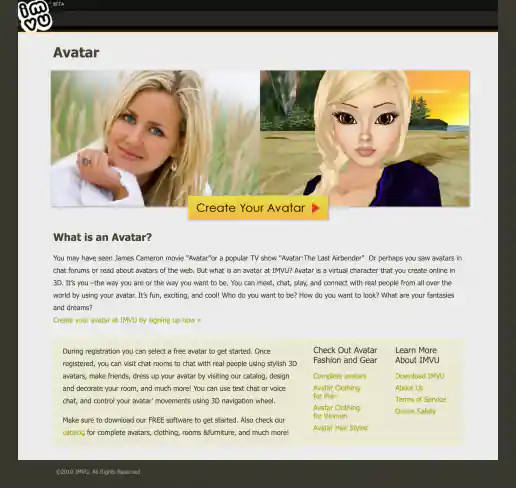 imvu
BETA
Avatar
Create Your Avatar
What is an Avatar?
You may have seen James Cameron movie "Avatar"or a popular TV show "Avatar:The Last Airbender"  Or perhaps you saw avatars in
chat forums or read about avatars of the web. But what is an avatar at IMVU? Avatar is a virtual character that you create online in
3D. It's you –the way you are or the way you want to be. You can meet, chat, play, and connect with real people from all over the
world by using your avatar. It's fun, exciting, and cool! Who do you want to be? How do you want to look? What are your fantasies
and dreams?
Create your avatar at IMVU by signing up now »
During registration you can select a free avatar to get started. Once
registered, you can visit chat rooms to chat with real people using stylish 3D
avatars, make friends, dress up your avatar by visiting our catalog, design
and decorate your room, and much more! You can use text chat or voice
chat, and control your avatar' movements using 3D navigation wheel.
Make sure to download our FREE software to get started. Also check our
catalog for complete avatars, clothing, rooms &furniture, and much more!
Check Out Avatar
Fashion and Gear
Complete avatars
Avatar Clothing
for Men
Avatar Clothing
for Women
Avatar Hair Styles
Learn More
About IMVU
Download IMVU
About Us
Terms of Service
Online Safety
©2010 IMVU, All Rights Reserved